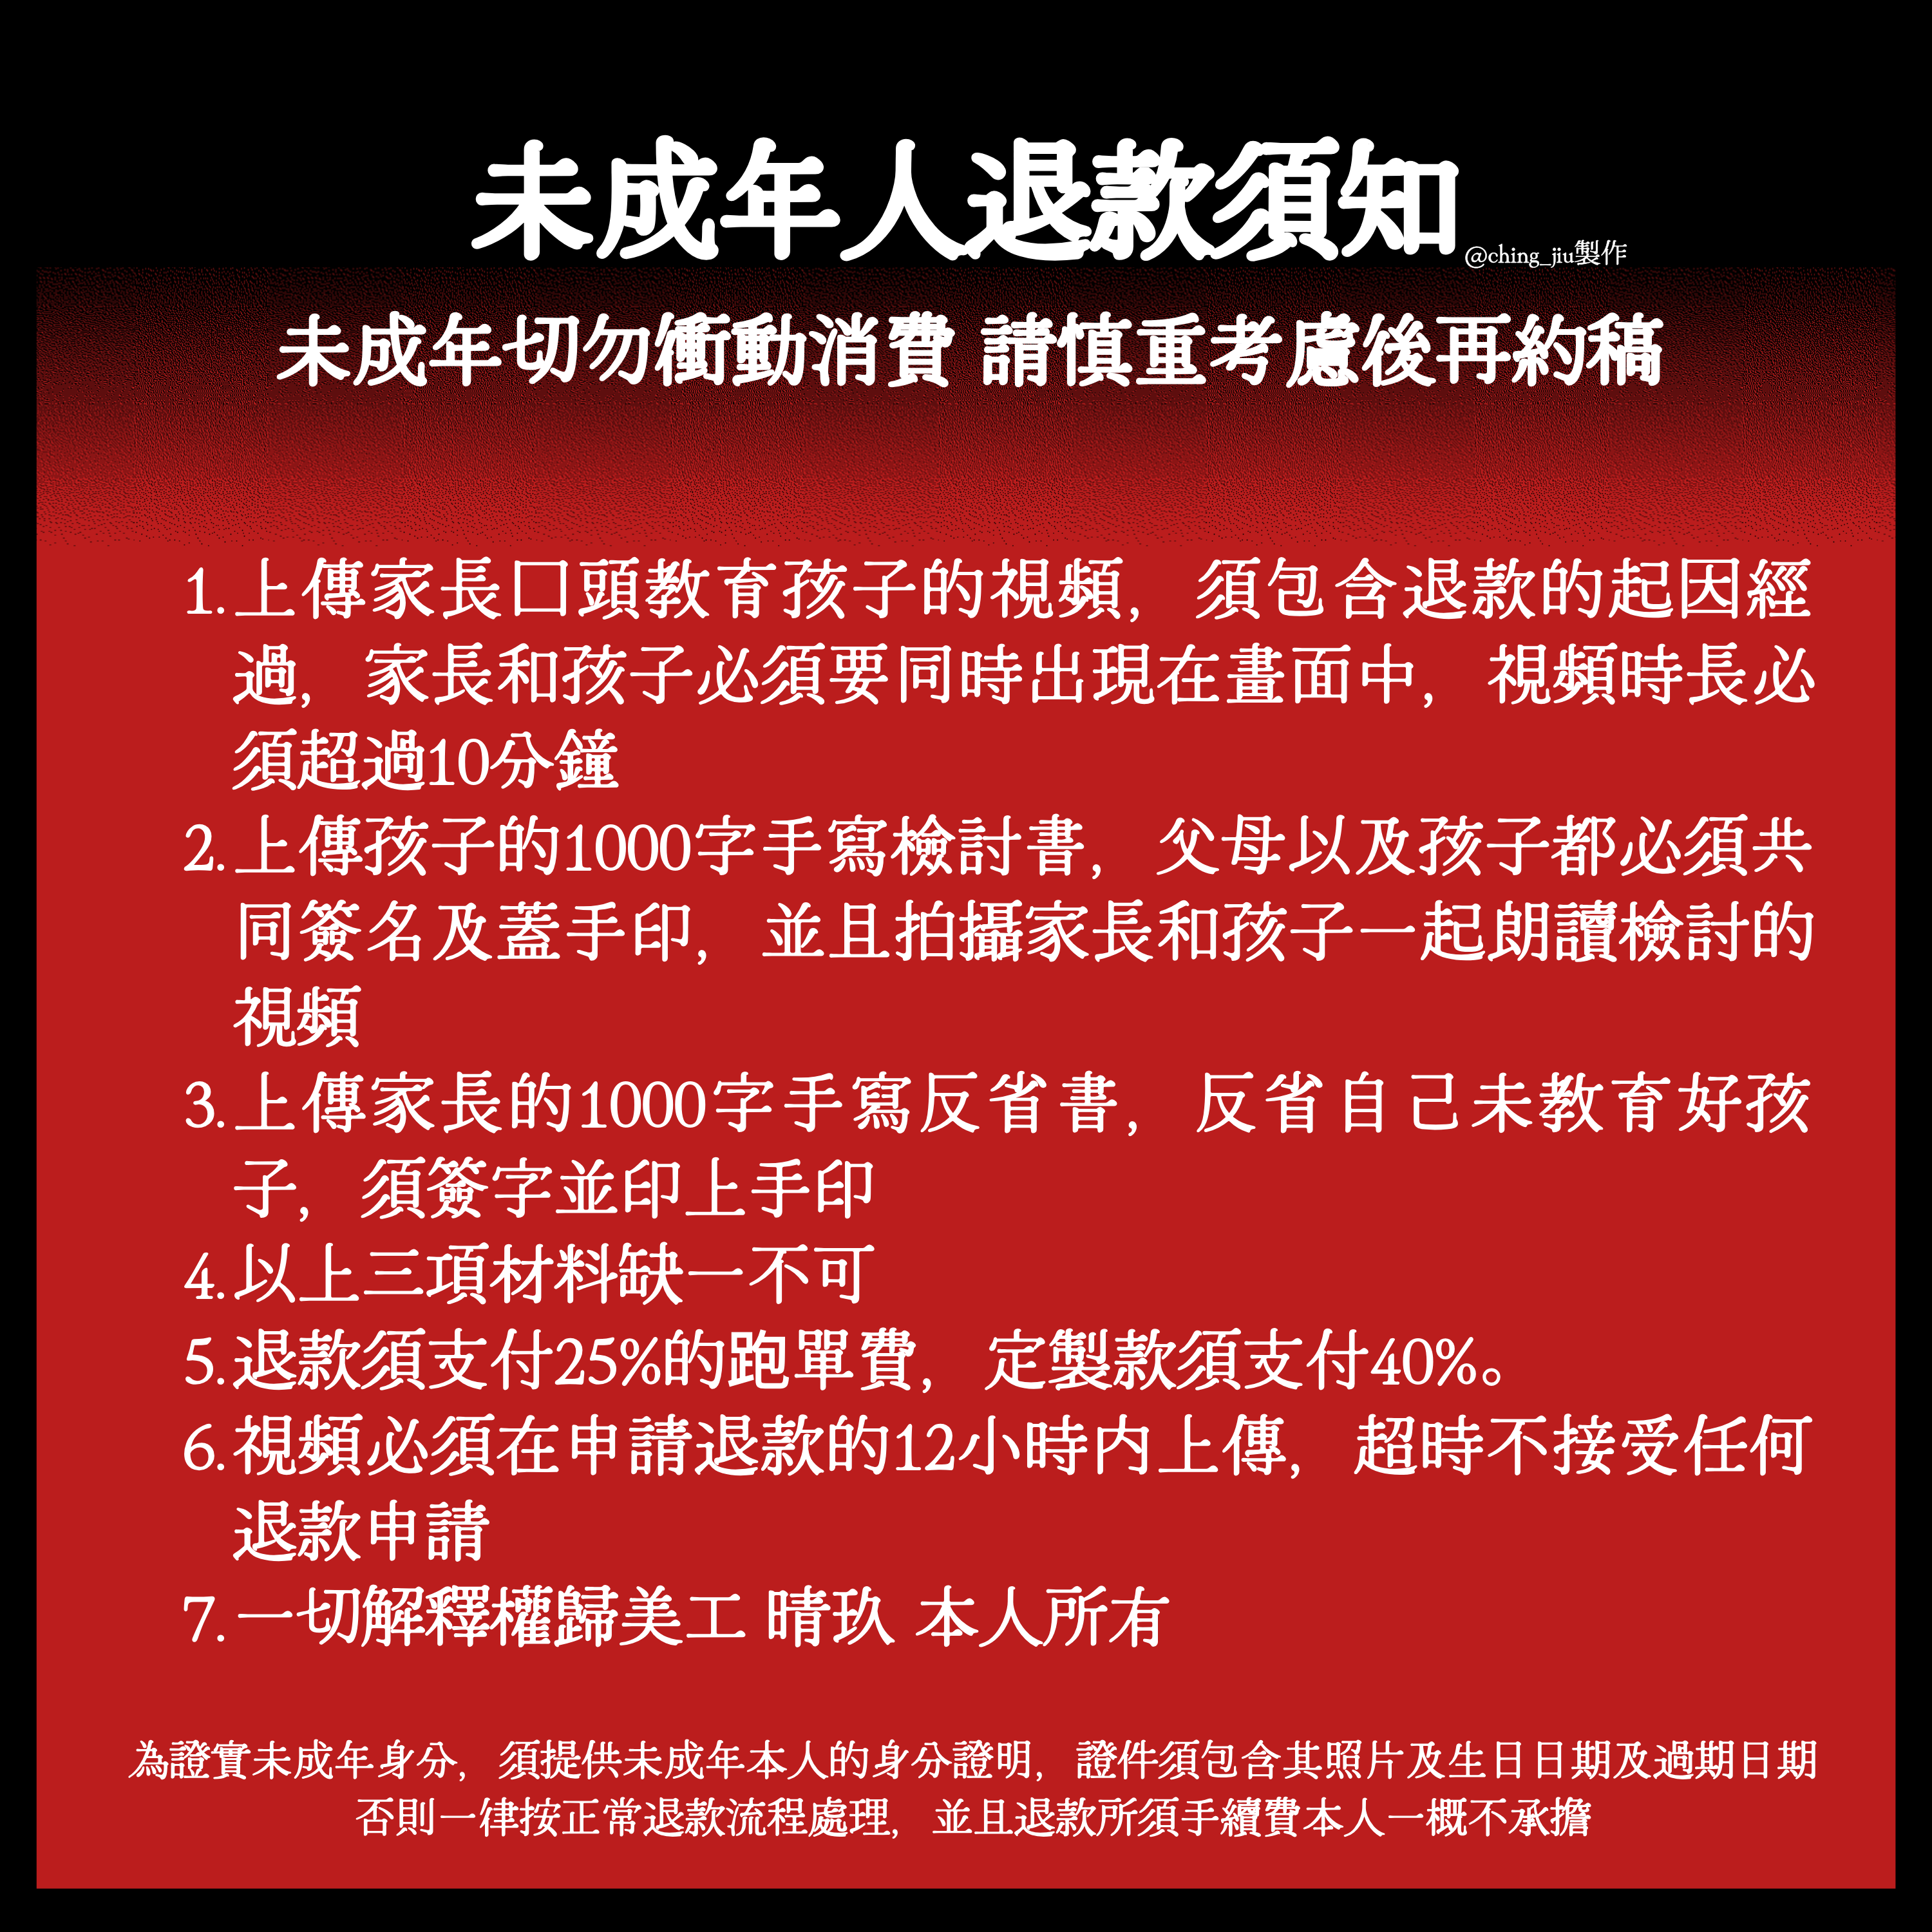 未成年人退款須知
@ching_jiu製作
未成年切勿衝動消費 請慎重考慮後再約稿
1. 上傳家長口頭教育孩子的視頻，須包含退款的起因經
過，家長和孩子必須要同時出現在畫面中，視頻時長必
須超過10分鐘
2. 上傳孩子的1000字手寫檢討書，父母以及孩子都必須共
同簽名及蓋手印，並且拍攝家長和孩子一起朗讀檢討的
視頻
3. 上傳家長的1000字手寫反省書，反省自己未教育好孩
子，須簽字並印上手印
4. 以上三項材料缺一不可
5. 退款須支付25%的跑單費，定製款須支付40%。
6. 視頻必須在申請退款的12小時內上傳，超時不接受任何
退款申請
7. 一切解釋權歸美工 晴玖 本人所有
為證實未成年身分，須提供未成年本人的身分證明，證件須包含其照片及生日日期及過期日期
否則一律按正常退款流程處理，並且退款所須手續費本人一概不承擔